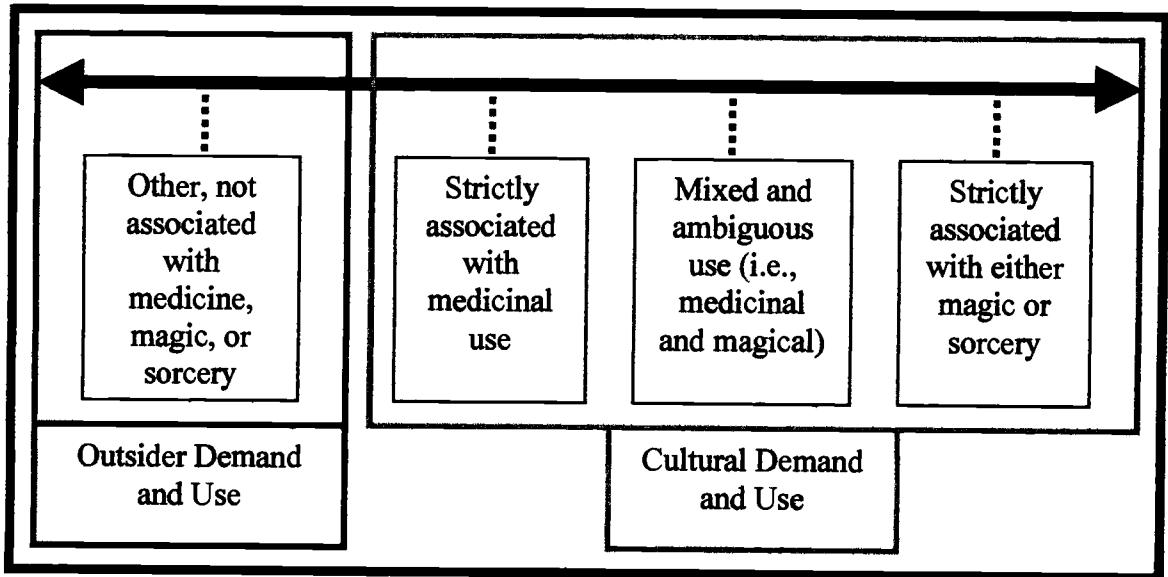 Other, not
associated
with
medicine,
magic, or
sorcery
Strictly
associated
with
medicinal
use
Mixed and
ambiguous
use (i.e.,
medicinal
and magical)
Strictly
associated
with either
magic or
sorcery
Outsider Demand
and Use
Cultural Demand
and Use